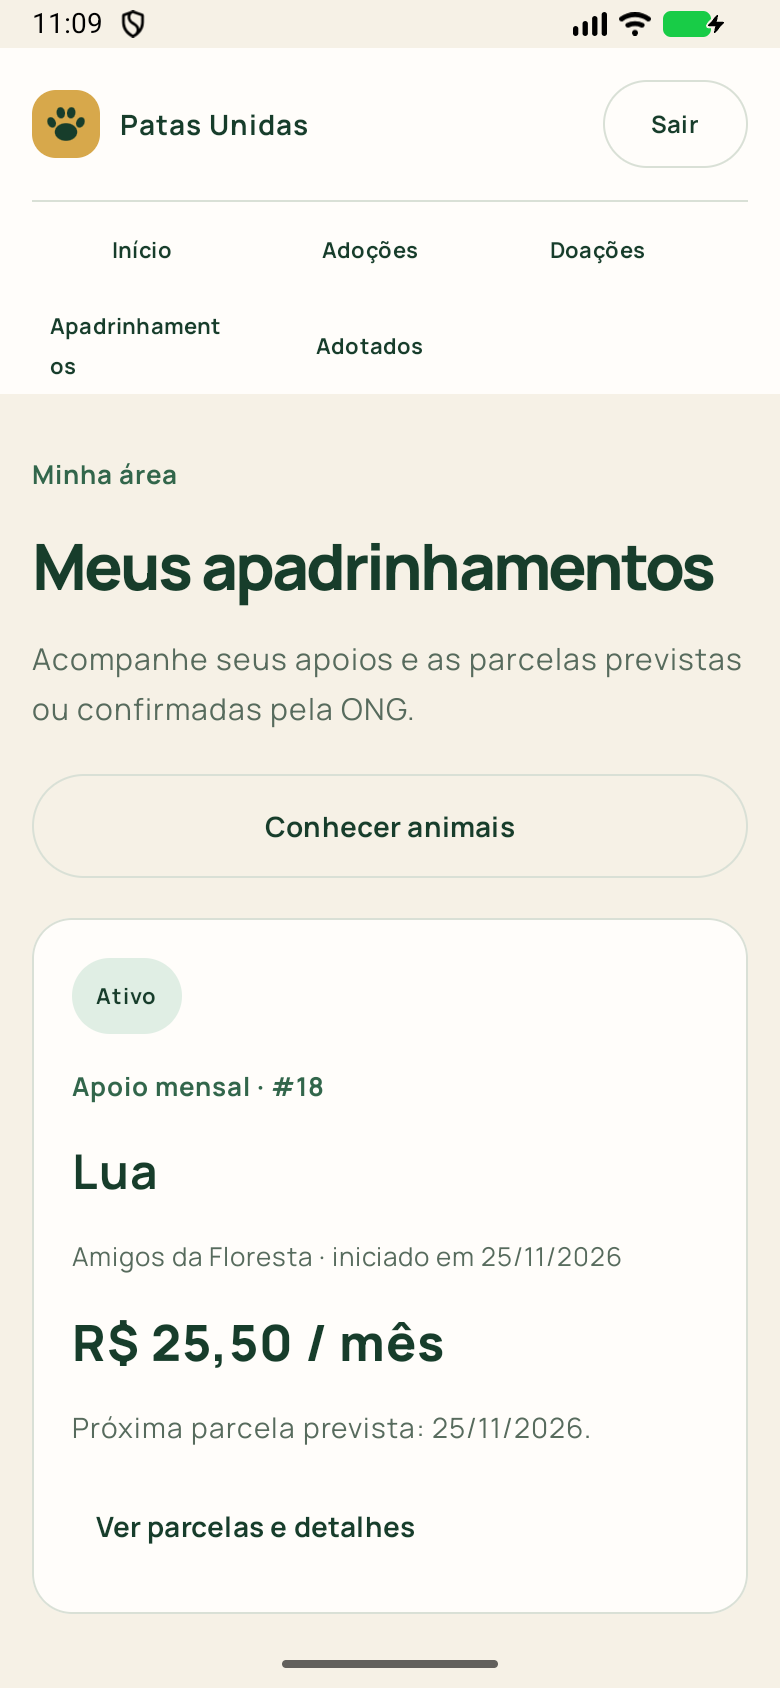 11:09
Patas Unidas
Sair
Início
Adoções
Doações
Apadrinhament
os
Adotados
Minha área
Meus apadrinhamentos
Acompanhe seus apoios e as parcelas previstas
ou confirmadas pela ONG.
Conhecer animais
Ativo
Apoio mensal · #18
Lua
Amigos da Floresta · iniciado em 25/11/2026
R$ 25,50 / mês
Próxima parcela prevista: 25/11/2026.
Ver parcelas e detalhes